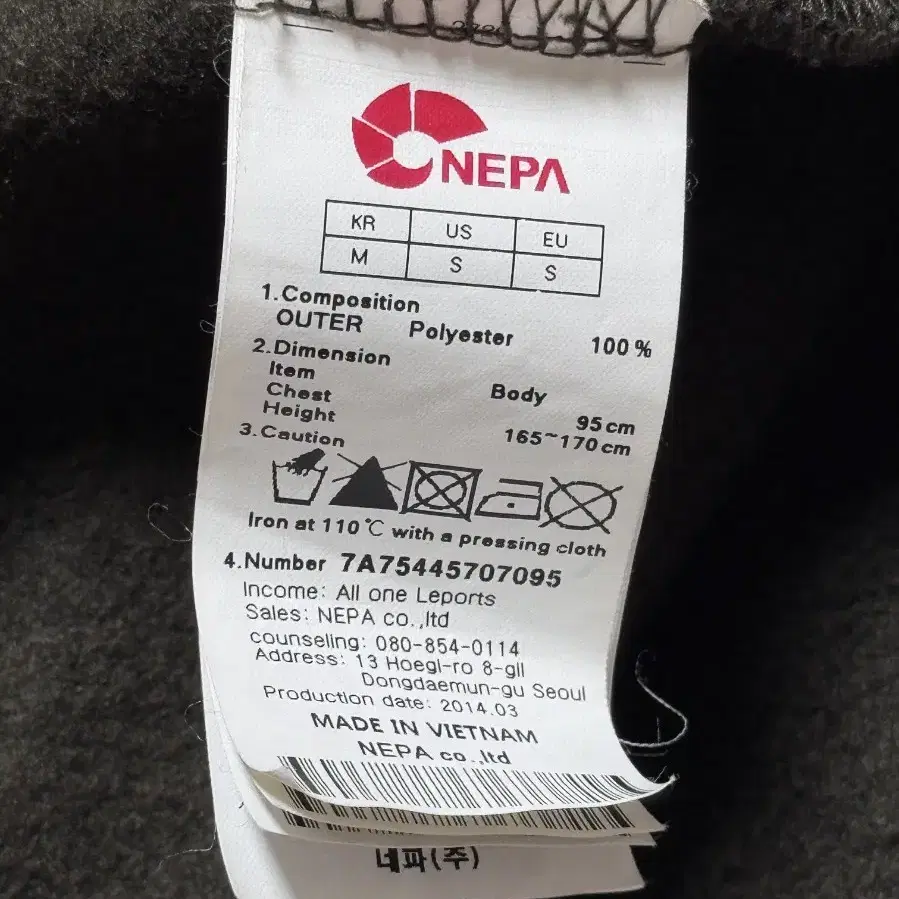 NEPA
KR US EU
M S S
1.Composition
OUTER Polyester 100%
2.Dimension
Item Body
Chest 95cm
Height 165~170cm
3.Caution
Iron at 110℃ with a pressing cloth
4.Number 7A75445707095
Income: All one Leports
Sales: NEPA co.,ltd
counseling: 080-854-0114
Address: 13 Hoegi-ro 8-gil
Dongdaemun-gu Seoul
Production date: 2014.03
MADE IN VIETNAM
NEPA co.,ltd
네파(주)